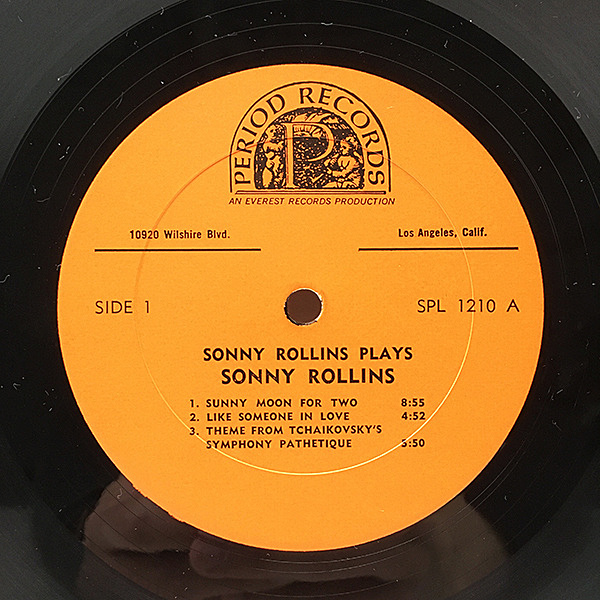 PERIOD RECORDS
P
AN EVEREST RECORDS PRODUCTION
10920 Wilshire Blvd. Los Angeles, Calif.
SIDE 1 SPL 1210 A
SONNY ROLLINS PLAYS
SONNY ROLLINS
1. SUNNY MOON FOR TWO 8:55
2. LIKE SOMEONE IN LOVE 4:52
3. THEME FROM TCHAIKOVSKY'S
SYMPHONY PATHETIQUE 5:50